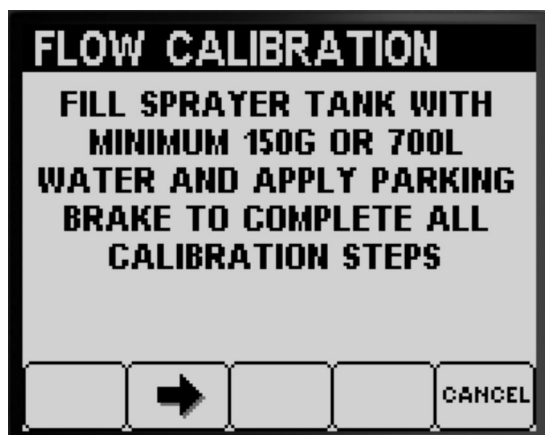 FLOW CALIBRATION
FILL SPRAYER TANK WITH
MINIMUM 150G OR 700L
WATER AND APPLY PARKING
BRAKE TO COMPLETE ALL
CALIBRATION STEPS
CANCEL